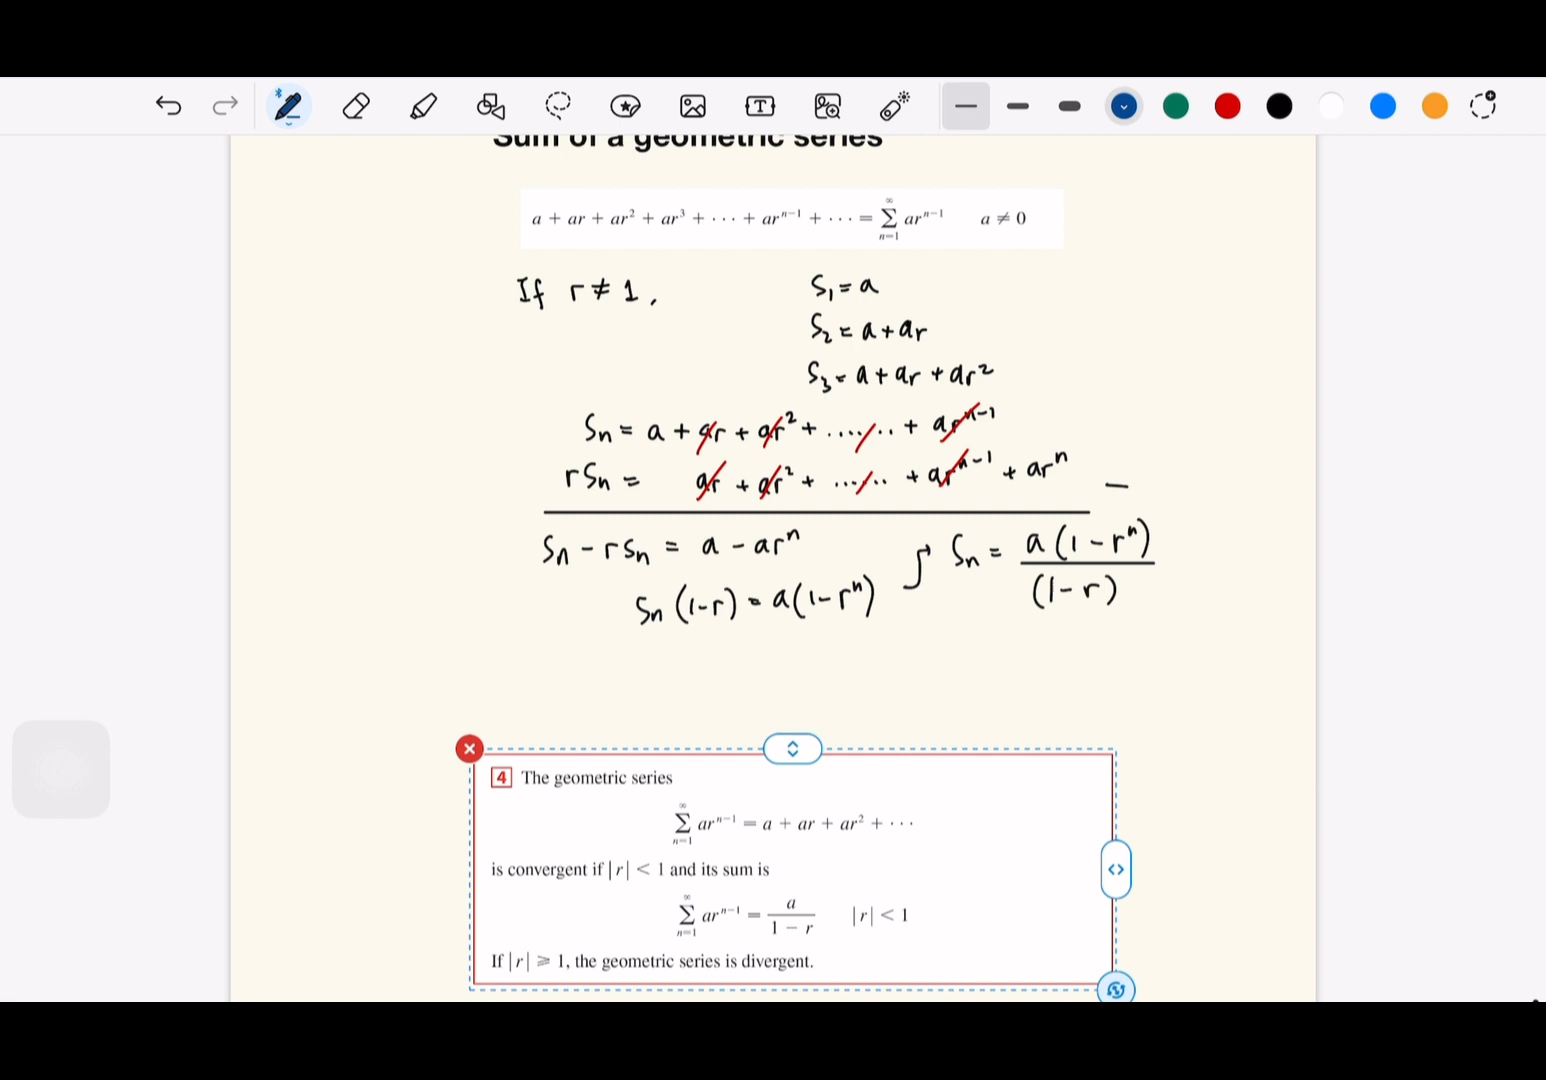 Sum of a geometric series
a + ar + ar² + ar³ + · · · + arⁿ⁻¹ + · · · = ∑_{n=1}^{∞} arⁿ⁻¹ a ≠ 0
If r ≠ 1,
S₁ = a
S₂ = a + ar
S₃ = a + ar + ar²
Sn = a + ar + ar² + ...... + arⁿ⁻¹
rSn = ar + ar² + ...... + arⁿ⁻¹ + arⁿ —
Sn – rSn = a – arⁿ
Sn (1-r) = a(1-rⁿ)
Sn = a(1-rⁿ) / (1-r)
4 The geometric series
∑_{n=1}^{∞} arⁿ⁻¹ = a + ar + ar² + · · ·
is convergent if |r| < 1 and its sum is
∑_{n=1}^{∞} arⁿ⁻¹ = a / (1 − r) |r| < 1
If |r| ⩾ 1, the geometric series is divergent.